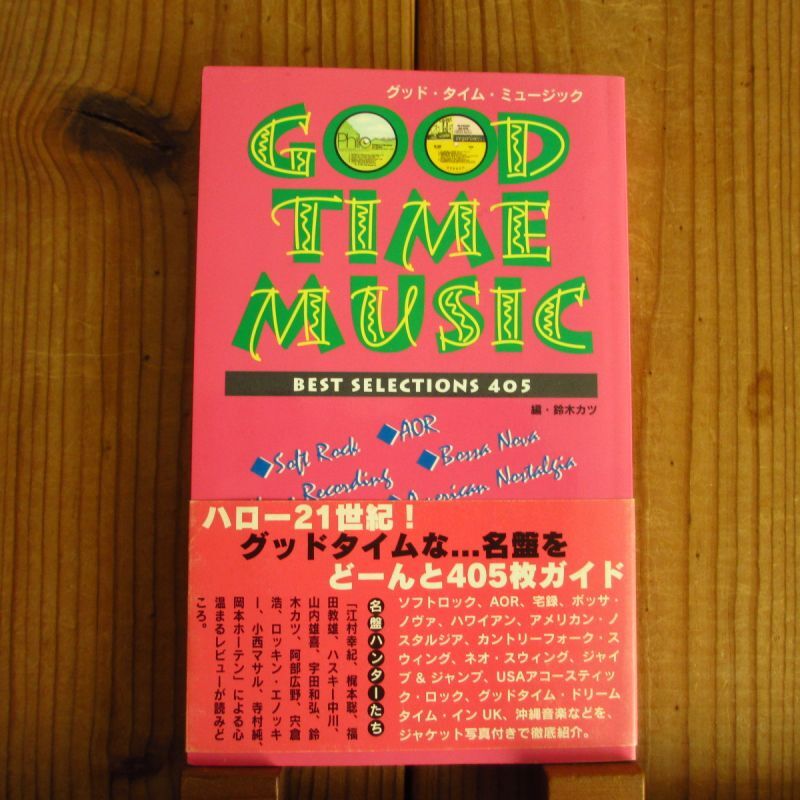 グッド・タイム・ミュージック
GOOD
TIME
MUSIC
BEST SELECTIONS 405
編・鈴木カツ
Soft Rock
AOR
Bossa Nova
Recording
American Nostalgia
ハロー21世紀！
グッドタイムな…名盤を
どーんと405枚ガイド
ソフトロック、AOR、宅録、ボッサ・
ノヴァ、ハワイアン、アメリカン・ノ
スタルジア、カントリーフォーク・ス
ウィング、ネオ・スウィング、ジャイ
ブ&ジャンプ、USAアコースティッ
ク・ロック、グッドタイム・ドリーム
タイム・イン UK、沖縄音楽などを、
ジャケット写真付きで徹底紹介。
名盤ハンターたち
「江村幸紀、梶本聡、福
田教雄、ハスキー中川、
山内雄喜、宇田和弘、鈴
木カツ、阿部広野、宍倉
浩、ロッキン・エノッキ
ー、小西マサル、寺村純、
岡本ホーテン」による心
温まるレビューが読みど
ころ。